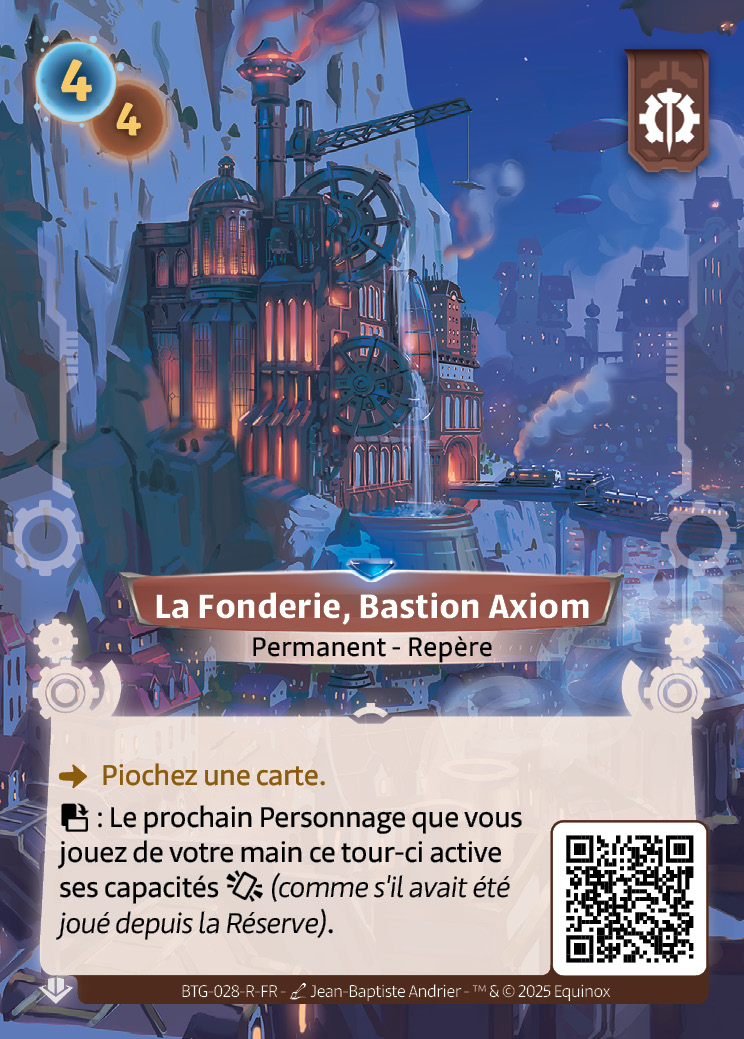 4
4
La Fonderie, Bastion Axiom
Permanent - Repère
Piochez une carte.
: Le prochain Personnage que vous
jouez de votre main ce tour-ci active
ses capacités (comme s'il avait été
joué depuis la Réserve).
BTG-028-R-FR - Jean-Baptiste Andrier - ™ & © 2025 Equinox